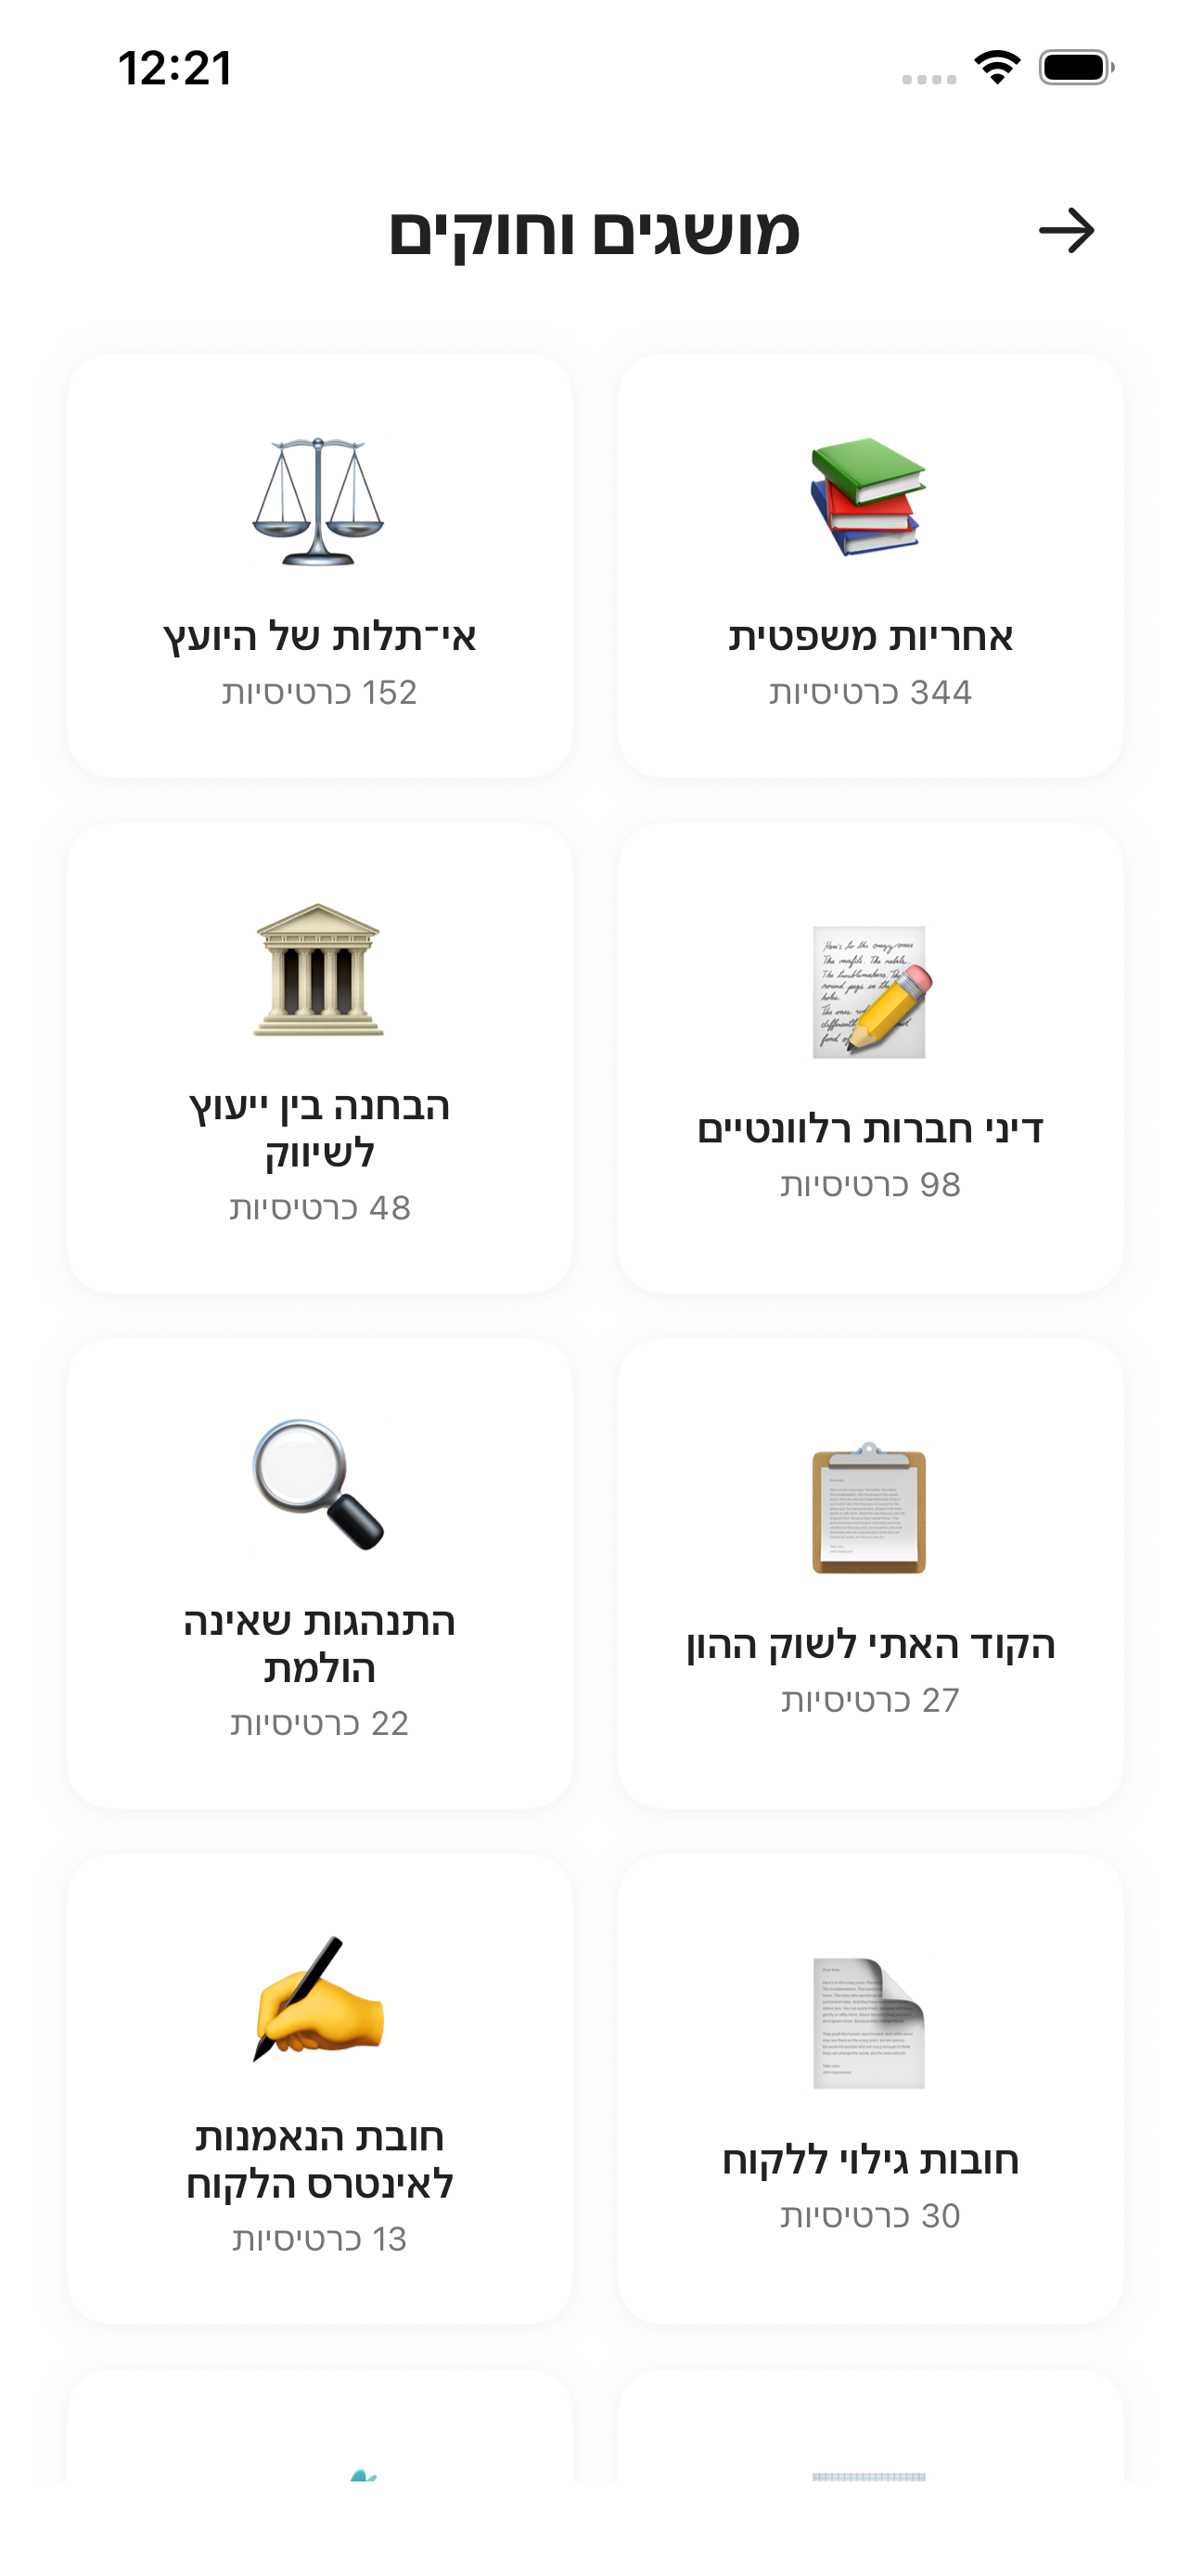 12:21
מושגים וחוקים
אחריות משפטית
344 כרטיסיות
אי־תלות של היועץ
152 כרטיסיות
דיני חברות רלוונטיים
98 כרטיסיות
הבחנה בין ייעוץ
לשיווק
48 כרטיסיות
הקוד האתי לשוק ההון
27 כרטיסיות
התנהגות שאינה
הולמת
22 כרטיסיות
חובות גילוי ללקוח
30 כרטיסיות
חובת הנאמנות
לאינטרס הלקוח
13 כרטיסיות